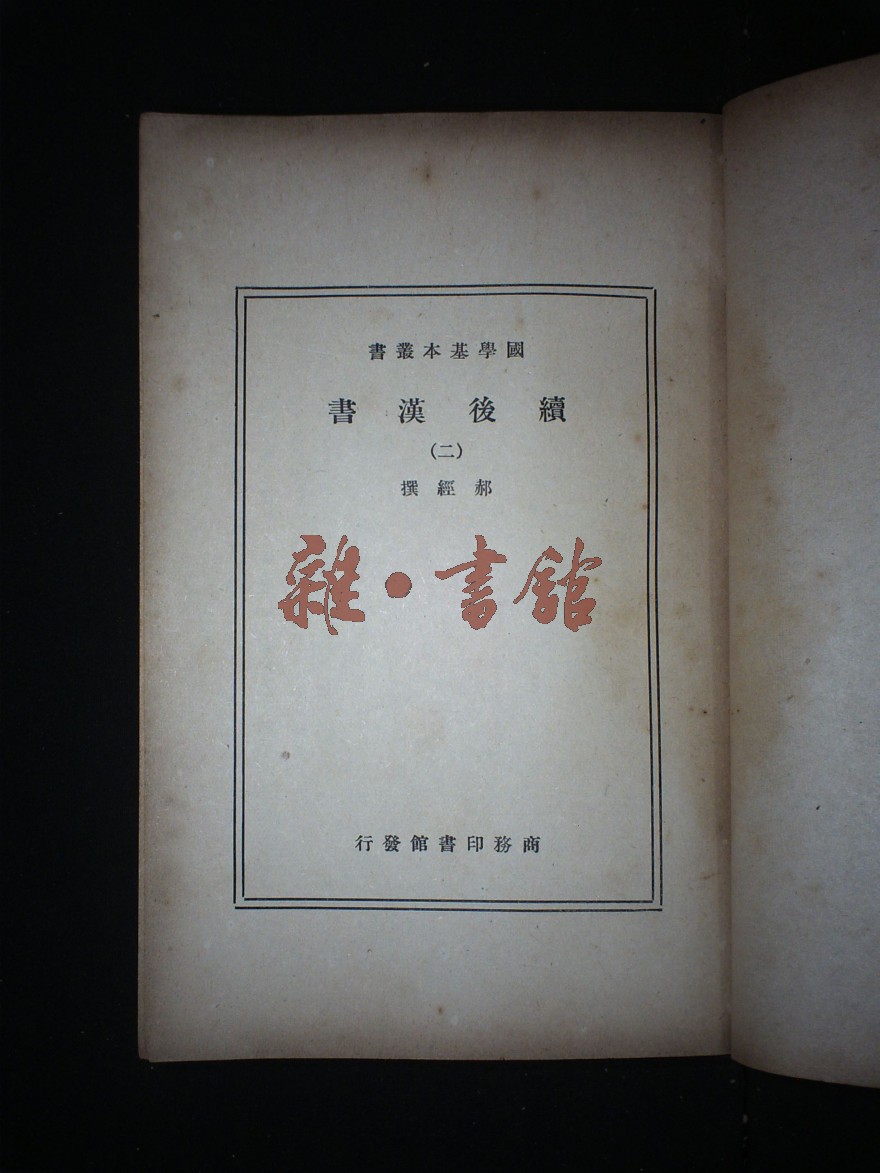 國學基本叢書
續後漢書
(二)
郝經撰
雜·書館
商務印書館發行